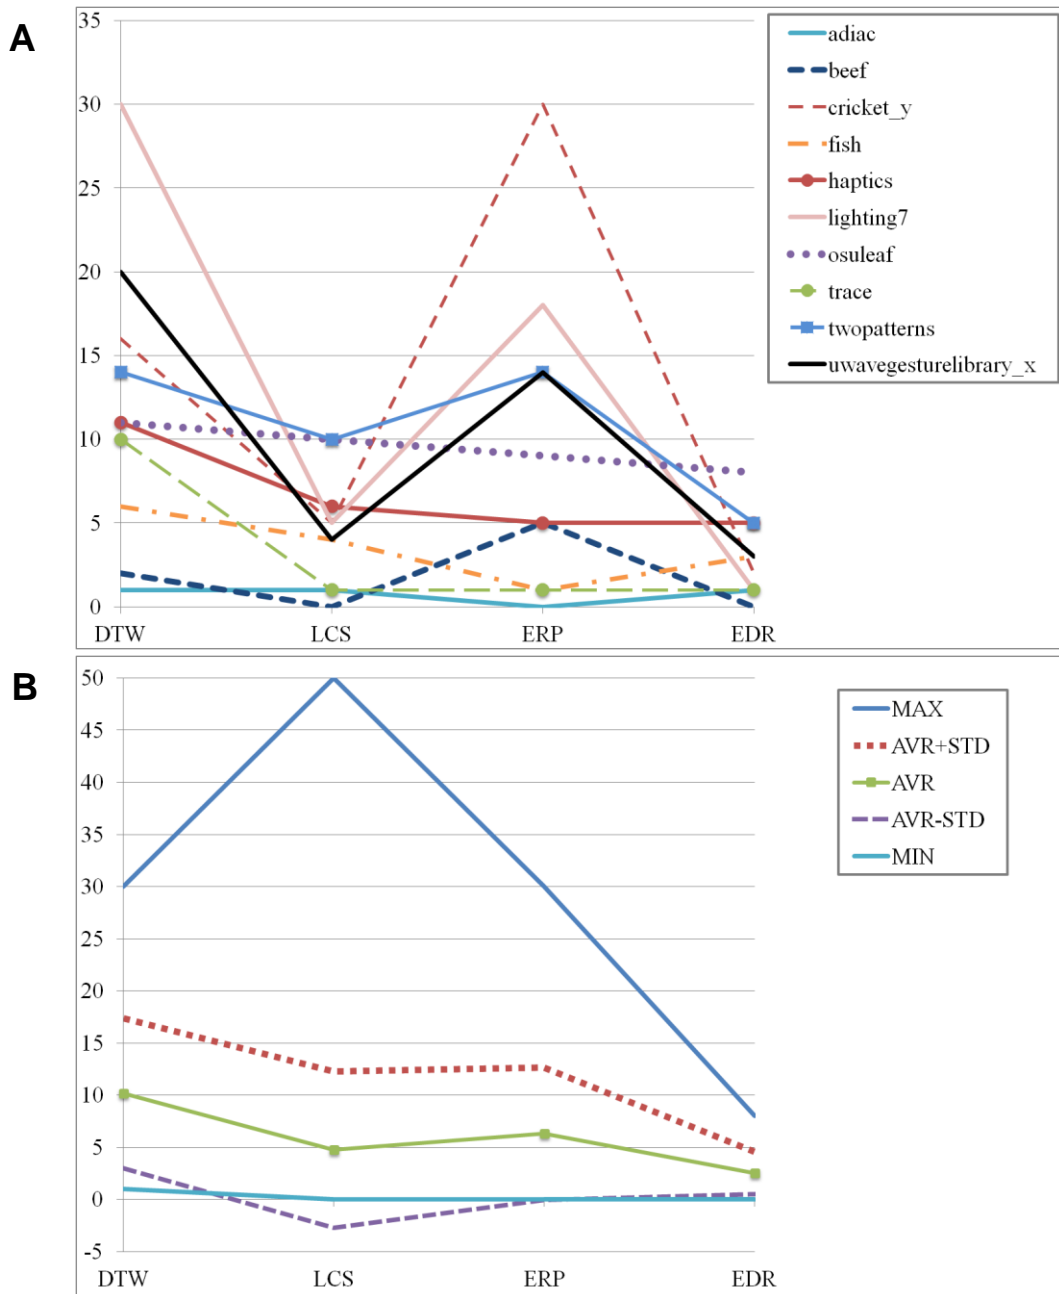 A
35
30
25
20
15
10
5
0
DTW LCS ERP EDR
adiac
beef
cricket_y
fish
haptics
lighting7
osuleaf
trace
twopatterns
uwavegesturelibrary_x
B
50
45
40
35
30
25
20
15
10
5
0
-5
DTW LCS ERP EDR
MAX
AVR+STD
AVR
AVR-STD
MIN